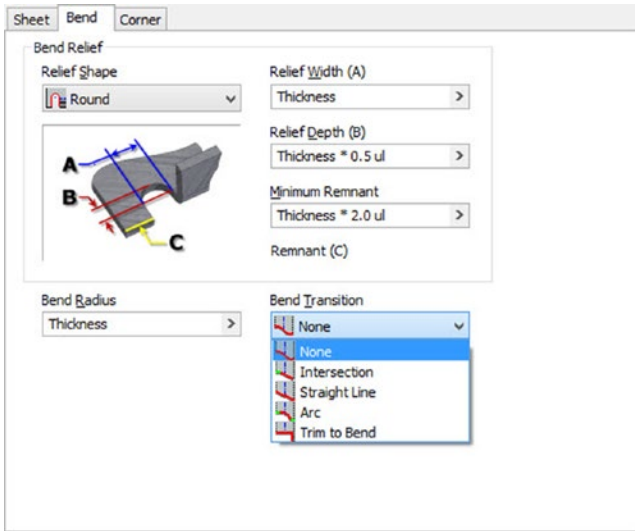 Sheet Bend Corner
Bend Relief
Relief Shape
Round
Relief Width (A)
Thickness
Relief Depth (B)
Thickness * 0.5 ul
Minimum Remnant
Thickness * 2.0 ul
Remnant (C)
A
B
C
Bend Radius
Thickness
Bend Transition
None
None
Intersection
Straight Line
Arc
Trim to Bend